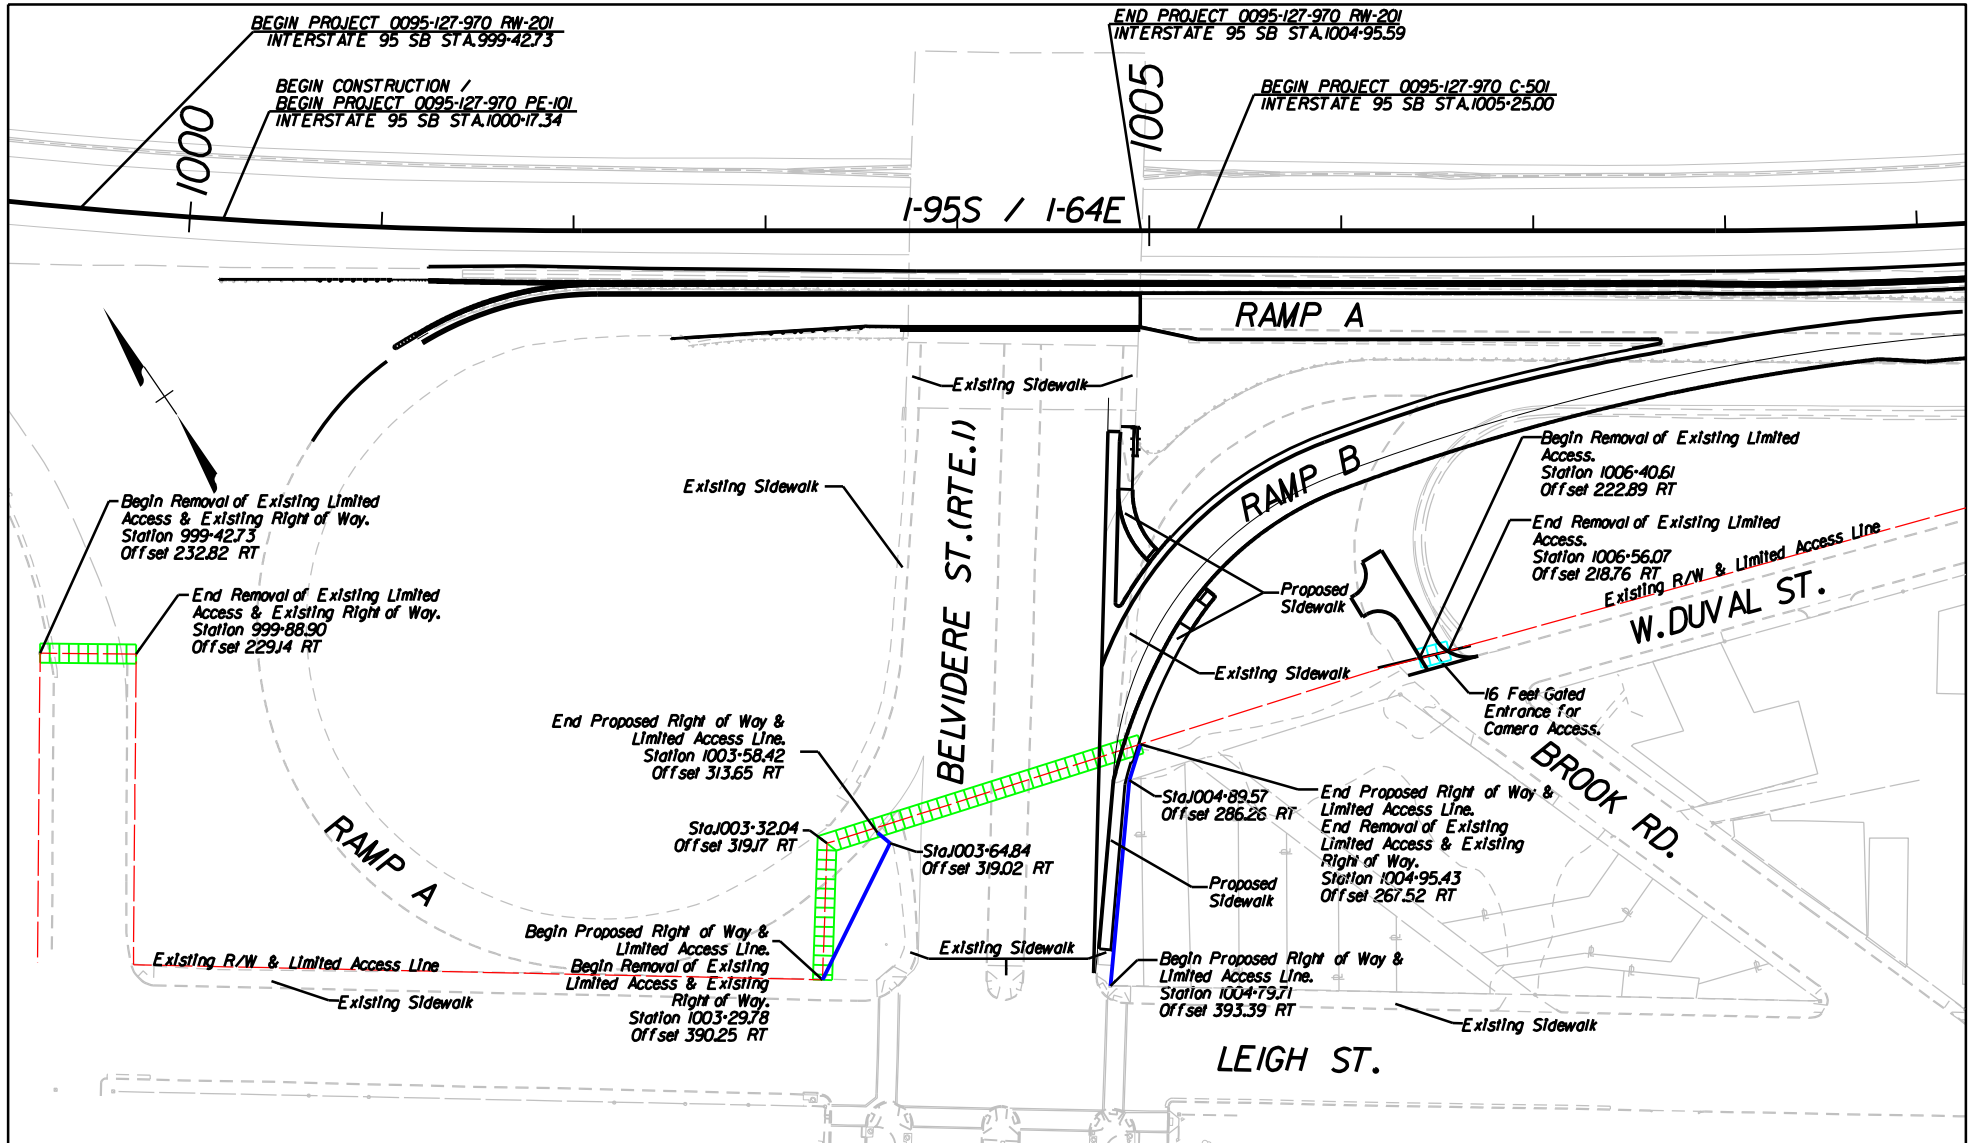 BEGIN PROJECT 0095-127-970 RW-201
INTERSTATE 95 SB STA.999+42.73
BEGIN CONSTRUCTION /
BEGIN PROJECT 0095-127-970 PE-101
INTERSTATE 95 SB STA.1000+17.34
END PROJECT 0095-127-970 RW-201
INTERSTATE 95 SB STA.1004+95.59
BEGIN PROJECT 0095-127-970 C-501
INTERSTATE 95 SB STA.1005+25.00
1000
1005
I-95S / I-64E
RAMP A
Existing Sidewalk
BELVIDERE ST.(RTE.1)
Existing Sidewalk
RAMP B
Begin Removal of Existing Limited
Access.
Station 1006+40.61
Offset 222.89 RT
End Removal of Existing Limited
Access.
Station 1006+56.07
Offset 218.76 RT
Existing R/W & Limited Access Line
W.DUVAL ST.
Begin Removal of Existing Limited
Access & Existing Right of Way.
Station 999+42.73
Offset 232.82 RT
End Removal of Existing Limited
Access & Existing Right of Way.
Station 999+88.90
Offset 229.14 RT
Proposed
Sidewalk
Existing Sidewalk
16 Feet Gated
Entrance for
Camera Access.
BROOK RD.
End Proposed Right of Way &
Limited Access Line.
Station 1003+58.42
Offset 313.65 RT
Sta.1003+32.04
Offset 319.17 RT
Sta.1003+64.84
Offset 319.02 RT
Sta.1004+89.57
Offset 286.26 RT
End Proposed Right of Way &
Limited Access Line.
End Removal of Existing
Limited Access & Existing
Right of Way.
Station 1004+95.43
Offset 267.52 RT
RAMP A
Proposed
Sidewalk
Begin Proposed Right of Way &
Limited Access Line.
Begin Removal of Existing
Limited Access & Existing
Right of Way.
Station 1003+29.78
Offset 390.25 RT
Existing R/W & Limited Access Line
Existing Sidewalk
Existing Sidewalk
Begin Proposed Right of Way &
Limited Access Line.
Station 1004+79.71
Offset 393.39 RT
Existing Sidewalk
LEIGH ST.